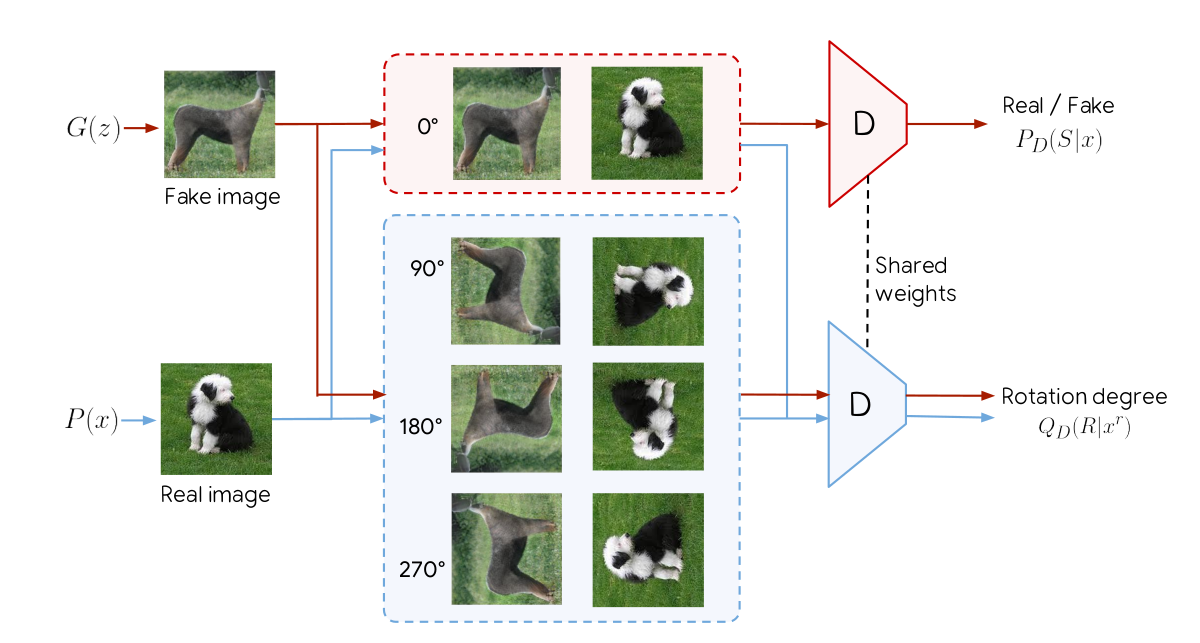 G(z)
Fake image
0°
D
Real / Fake
P_D(S|x)
90°
Shared
weights
P(x)
Real image
180°
D
Rotation degree
Q_D(R|x^r)
270°